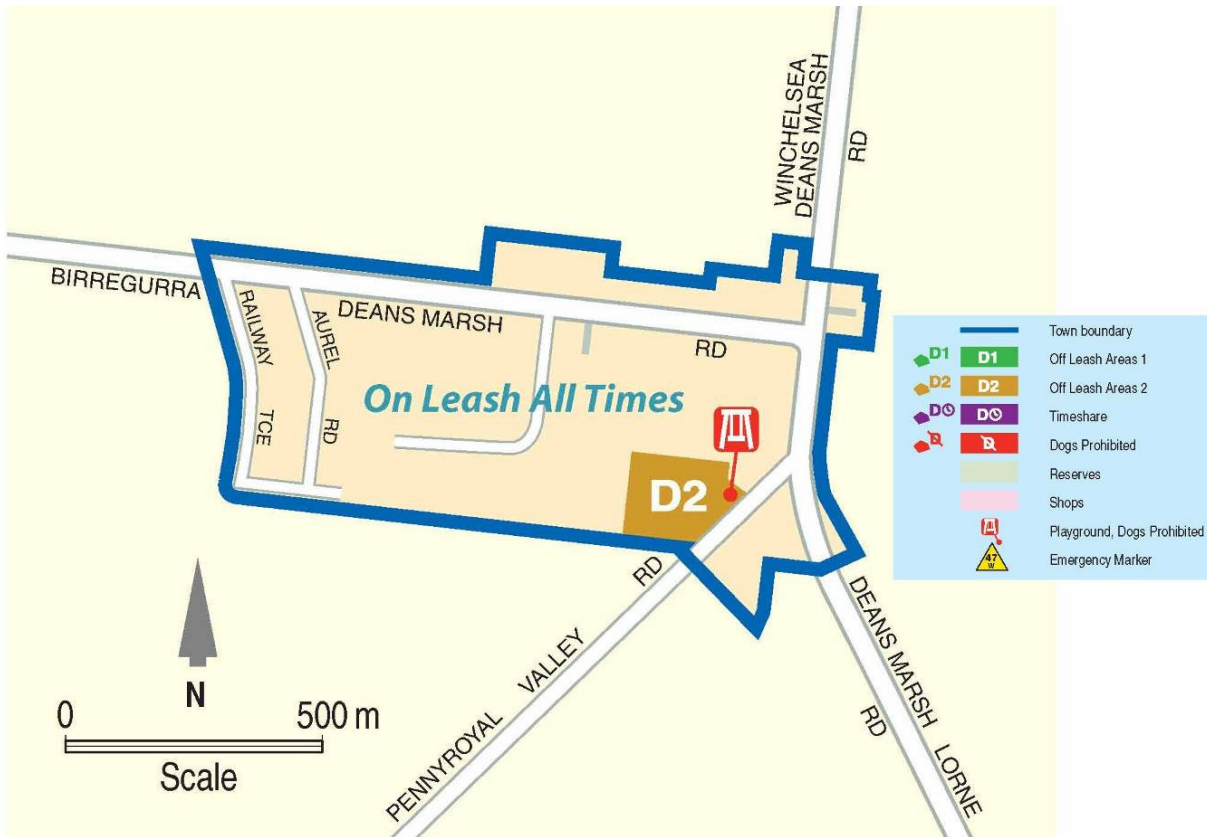 WINCHELSEA
DEANS MARSH
RD
BIRREGURRA
DEANS MARSH
RD
RAILWAY
TCE
AUREL
RD
On Leash All Times
D2
RD
VALLEY
PENNYROYAL
DEANS MARSH
LORNE
RD
N
0 500 m
Scale
Town boundary
D1 D1 Off Leash Areas 1
D2 D2 Off Leash Areas 2
D D Timeshare
D D Dogs Prohibited
Reserves
Shops
Playground, Dogs Prohibited
47 W Emergency Marker